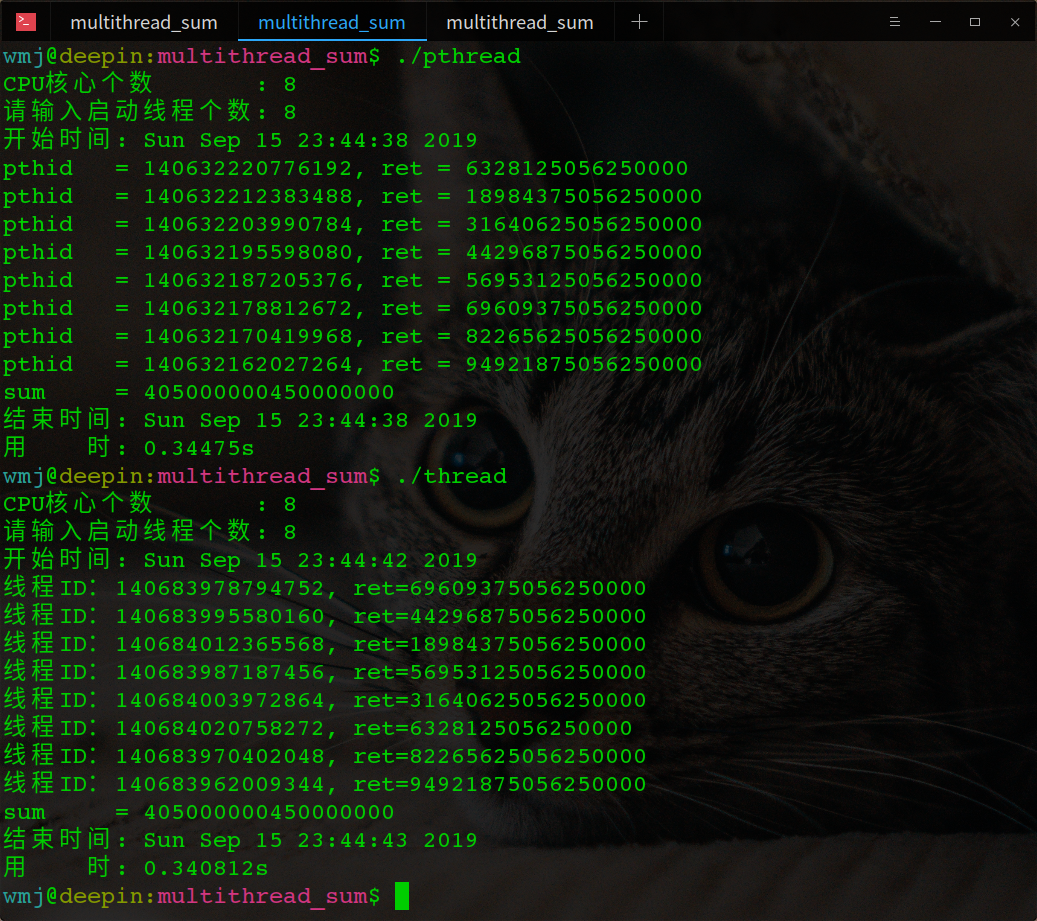 multithread_sum multithread_sum multithread_sum
wmj@deepin:multithread_sum$ ./pthread
CPU核心个数 : 8
请输入启动线程个数: 8
开始时间: Sun Sep 15 23:44:38 2019
pthid = 140632220776192, ret = 6328125056250000
pthid = 140632212383488, ret = 18984375056250000
pthid = 140632203990784, ret = 31640625056250000
pthid = 140632195598080, ret = 44296875056250000
pthid = 140632187205376, ret = 56953125056250000
pthid = 140632178812672, ret = 69609375056250000
pthid = 140632170419968, ret = 82265625056250000
pthid = 140632162027264, ret = 94921875056250000
sum = 405000000450000000
结束时间: Sun Sep 15 23:44:38 2019
用 时: 0.34475s
wmj@deepin:multithread_sum$ ./thread
CPU核心个数 : 8
请输入启动线程个数: 8
开始时间: Sun Sep 15 23:44:42 2019
线程ID: 140683978794752, ret=69609375056250000
线程ID: 140683995580160, ret=44296875056250000
线程ID: 140684012365568, ret=18984375056250000
线程ID: 140683987187456, ret=56953125056250000
线程ID: 140684003972864, ret=31640625056250000
线程ID: 140684020758272, ret=6328125056250000
线程ID: 140683970402048, ret=82265625056250000
线程ID: 140683962009344, ret=94921875056250000
sum = 405000000450000000
结束时间: Sun Sep 15 23:44:43 2019
用 时: 0.340812s
wmj@deepin:multithread_sum$